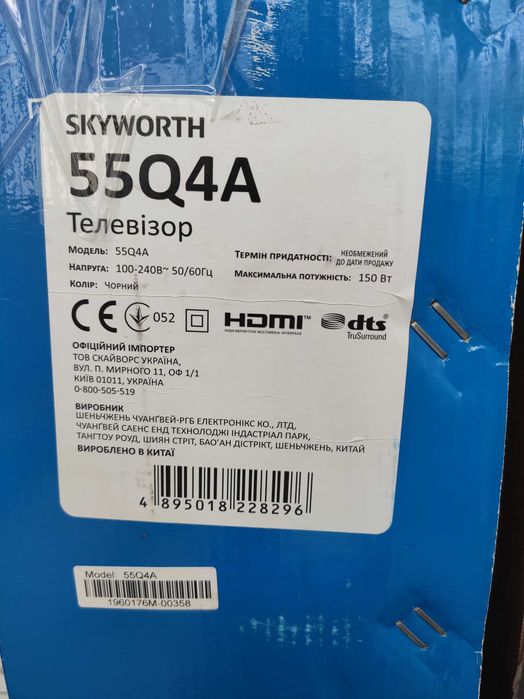 SKYWORTH
55Q4A
Телевізор
Модель: 55Q4A
Напруга: 100-240В~ 50/60Гц
Колір: Чорний
Термін придатності: НЕОБМЕЖЕНИЙ ДО ДАТИ ПРОДАЖУ
Максимальна потужність: 150 Вт
CE 052 HDMI™ dts
HIGH-DEFINITION MULTIMEDIA INTERFACE TruSurround
ОФІЦІЙНИЙ ІМПОРТЕР
ТОВ СКАЙВОРС УКРАЇНА,
ВУЛ. П. МИРНОГО 11, ОФ 1/1
КИЇВ 01011, УКРАЇНА
0-800-505-519
ВИРОБНИК
ШЕНЬЧЖЕНЬ ЧУАНҐВЕЙ-РГБ ЕЛЕКТРОНІКС КО., ЛТД,
ЧУАНҐВЕЙ САЕНС ЕНД ТЕХНОЛОДЖІ ІНДАСТРІАЛ ПАРК,
ТАНГТОУ РОУД, ШИЯН СТРІТ, БАО’АН ДІСТРІКТ, ШЕНЬЧЖЕНЬ, КИТАЙ
ВИРОБЛЕНО В КИТАЇ
4 895018 228296
Model: 55Q4A
1960176M-00358